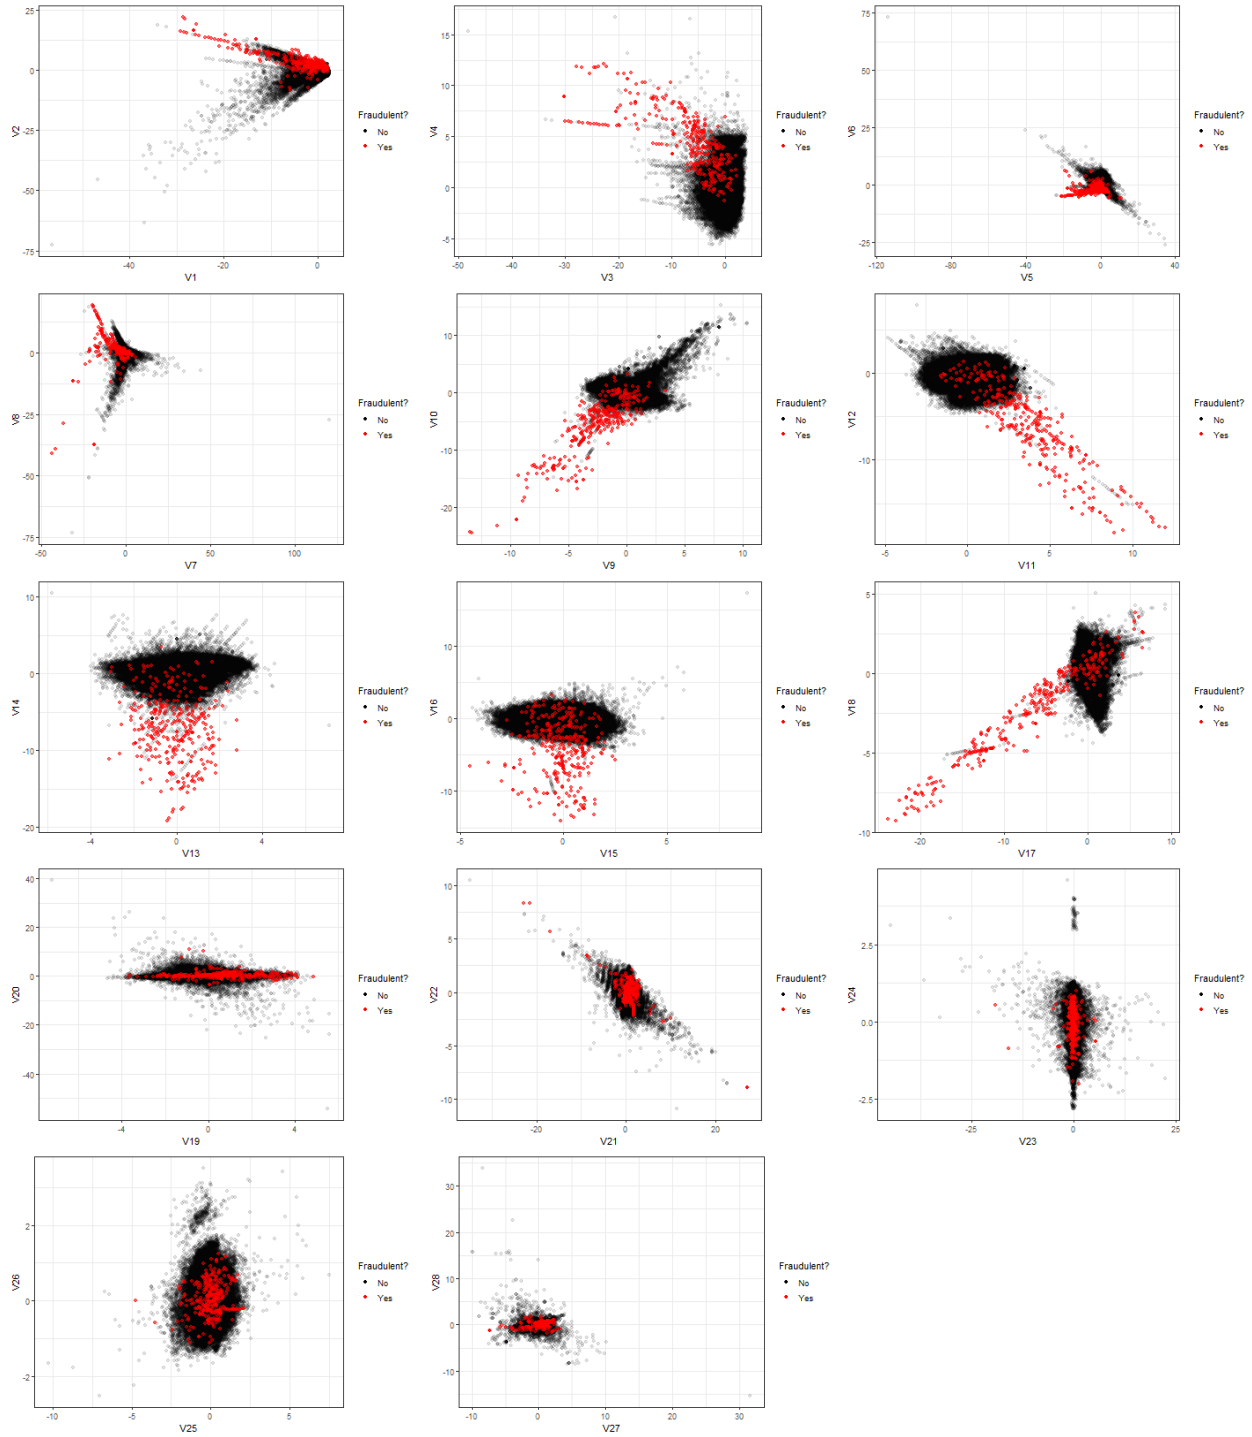 25
0
-25
-50
-75
V2
-40
-20
0
V1
Fraudulent?
No
Yes
15
10
5
0
-5
V4
-50
-40
-30
-20
-10
0
V3
Fraudulent?
No
Yes
75
50
25
0
-25
V6
-120
-80
-40
0
40
V5
Fraudulent?
No
Yes
0
-25
-50
-75
V8
-50
0
50
100
V7
Fraudulent?
No
Yes
10
0
-10
-20
V10
-10
-5
0
5
10
V9
Fraudulent?
No
Yes
0
-10
V12
-5
0
5
10
V11
Fraudulent?
No
Yes
10
0
-10
-20
V14
-4
0
4
V13
Fraudulent?
No
Yes
10
0
-10
V16
-5
0
5
V15
Fraudulent?
No
Yes
5
0
-5
-10
V18
-20
-10
0
10
V17
Fraudulent?
No
Yes
40
20
0
-20
-40
V20
-4
0
4
V19
Fraudulent?
No
Yes
10
5
0
-5
-10
V22
-20
0
20
V21
Fraudulent?
No
Yes
2.5
0.0
-2.5
V24
-25
0
25
V23
Fraudulent?
No
Yes
2
0
-2
V26
-10
-5
0
5
V25
Fraudulent?
No
Yes
30
20
10
0
-10
V28
-10
0
10
20
30
V27
Fraudulent?
No
Yes